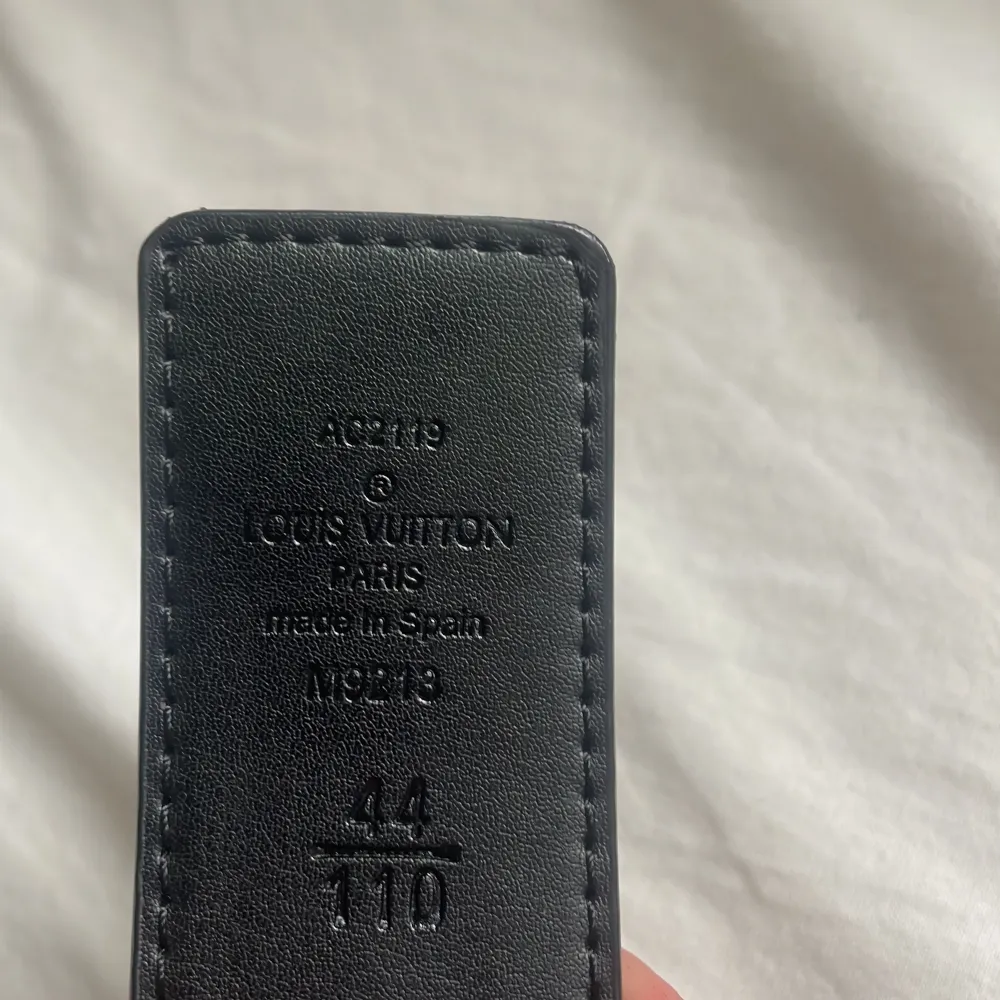 AC2119
®
LOUIS VUITTON
PARIS
made in Spain
M9213
44
110